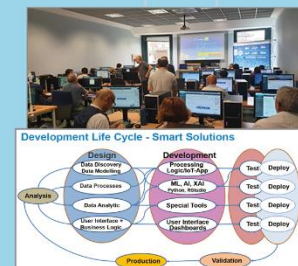 Development Life Cycle - Smart Solutions
Design
Development
Data Discovery
Data Modelling
Processing
Logic/IoT-App
Test
Deploy
Data Processes
ML, AI, XAI
Python, RStudio
Test
Deploy
Analysis
Data Analytic
Special Tools
Test
Deploy
User Interface +
Business Logic
User Interface
Dashboards
Test
Deploy
Production
Validation